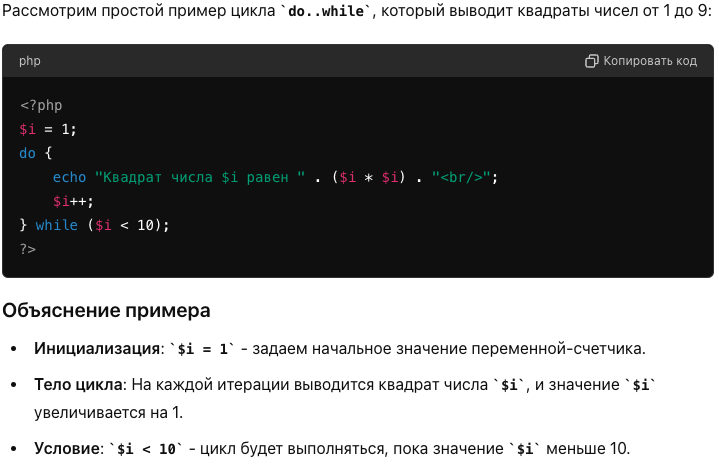 Рассмотрим простой пример цикла `do..while`, который выводит квадраты чисел от 1 до 9:
php
Копировать код
<?php
$i = 1;
do {
    echo "Квадрат числа $i равен " . ($i * $i) . "<br/>";
    $i++;
} while ($i < 10);
?>
Объяснение примера
• Инициализация: `$i = 1` - задаем начальное значение переменной-счетчика.
• Тело цикла: На каждой итерации выводится квадрат числа `$i`, и значение `$i`
увеличивается на 1.
• Условие: `$i < 10` - цикл будет выполняться, пока значение `$i` меньше 10.